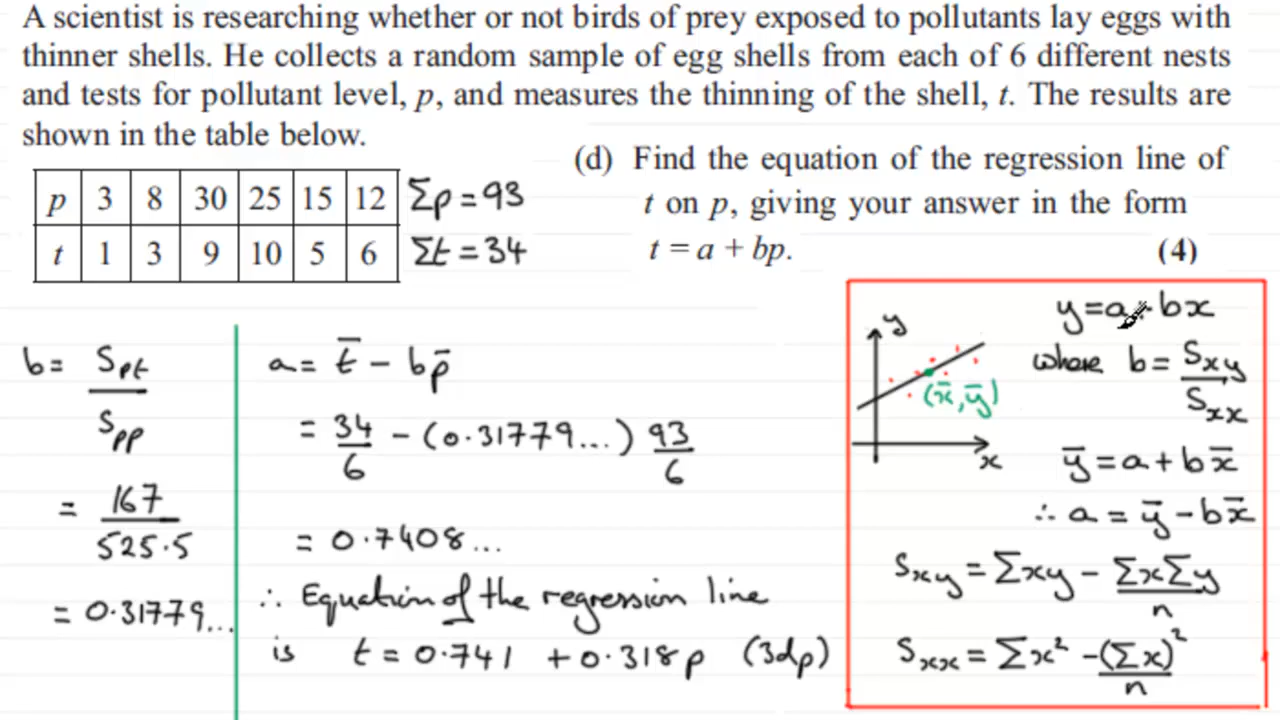 A scientist is researching whether or not birds of prey exposed to pollutants lay eggs with
thinner shells. He collects a random sample of egg shells from each of 6 different nests
and tests for pollutant level, p, and measures the thinning of the shell, t. The results are
shown in the table below.
p 3 8 30 25 15 12 Σp = 93
t 1 3 9 10 5 6 Σt = 34
(d) Find the equation of the regression line of
t on p, giving your answer in the form
t = a + bp. (4)
b = S_pt / S_pp
= 167 / 525.5
= 0.31779...
a = t̄ − bp̄
= 34/6 − (0.31779...) 93/6
= 0.7408...
∴ Equation of the regression line
is t = 0.741 + 0.318p (3dp)
y
(x̄, ȳ)
x
y = a + bx
where b = S_xy / S_xx
ȳ = a + bx̄
∴ a = ȳ − bx̄
S_xy = Σxy − ΣxΣy / n
S_xx = Σx² − (Σx)² / n